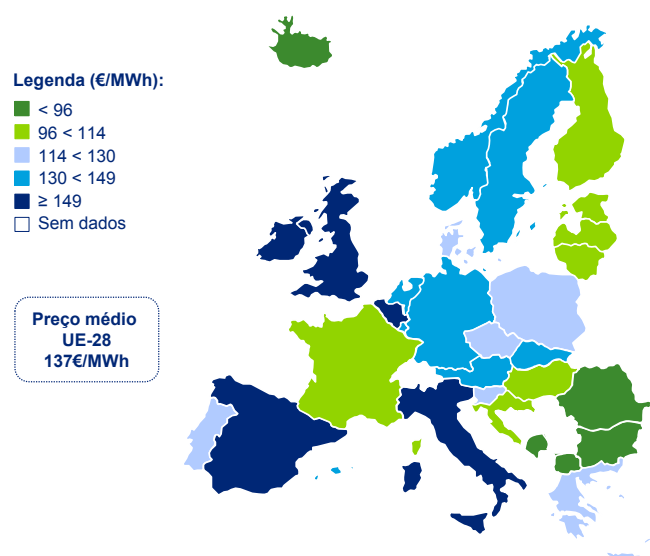 Legenda (€/MWh):
< 96
96 < 114
114 < 130
130 < 149
≥ 149
Sem dados
Preço médio
UE-28
137€/MWh